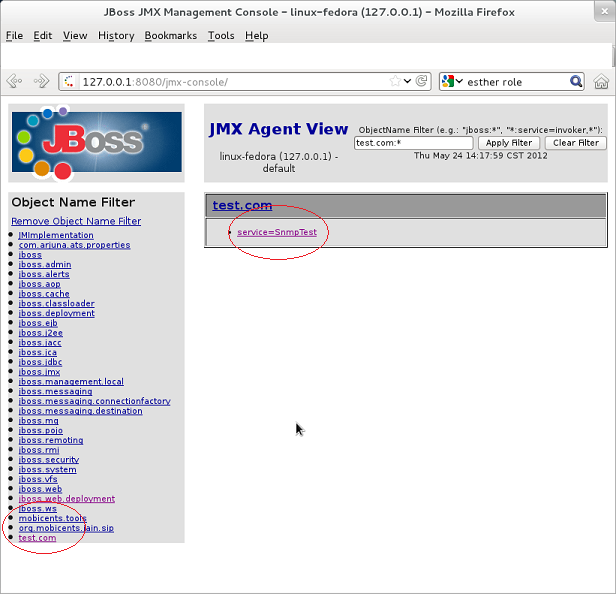 JBoss JMX Management Console - linux-fedora (127.0.0.1) - Mozilla Firefox
File Edit View History Bookmarks Tools Help
127.0.0.1:8080/jmx-console/
esther role
JBoss
JMX Agent View
linux-fedora (127.0.0.1) -
default
ObjectName Filter (e.g.: "jboss:*", "*:service=invoker,*"):
test.com:*
Apply Filter
Clear Filter
Thu May 24 14:17:59 CST 2012
Object Name Filter
Remove Object Name Filter
JMImplementation
com.arjuna.ats.properties
jboss
jboss.admin
jboss.alerts
jboss.aop
jboss.cache
jboss.classloader
jboss.deployment
jboss.ejb
jboss.j2ee
jboss.jacc
jboss.jca
jboss.jdbc
jboss.jmx
jboss.management.local
jboss.messaging
jboss.messaging.connectionfactory
jboss.messaging.destination
jboss.mq
jboss.pojo
jboss.remoting
jboss.rmi
jboss.security
jboss.system
jboss.vfs
jboss.web
jboss.web.deployment
jboss.ws
mobicents.tools
org.mobicents.jain.sip
test.com
test.com
service=SnmpTest